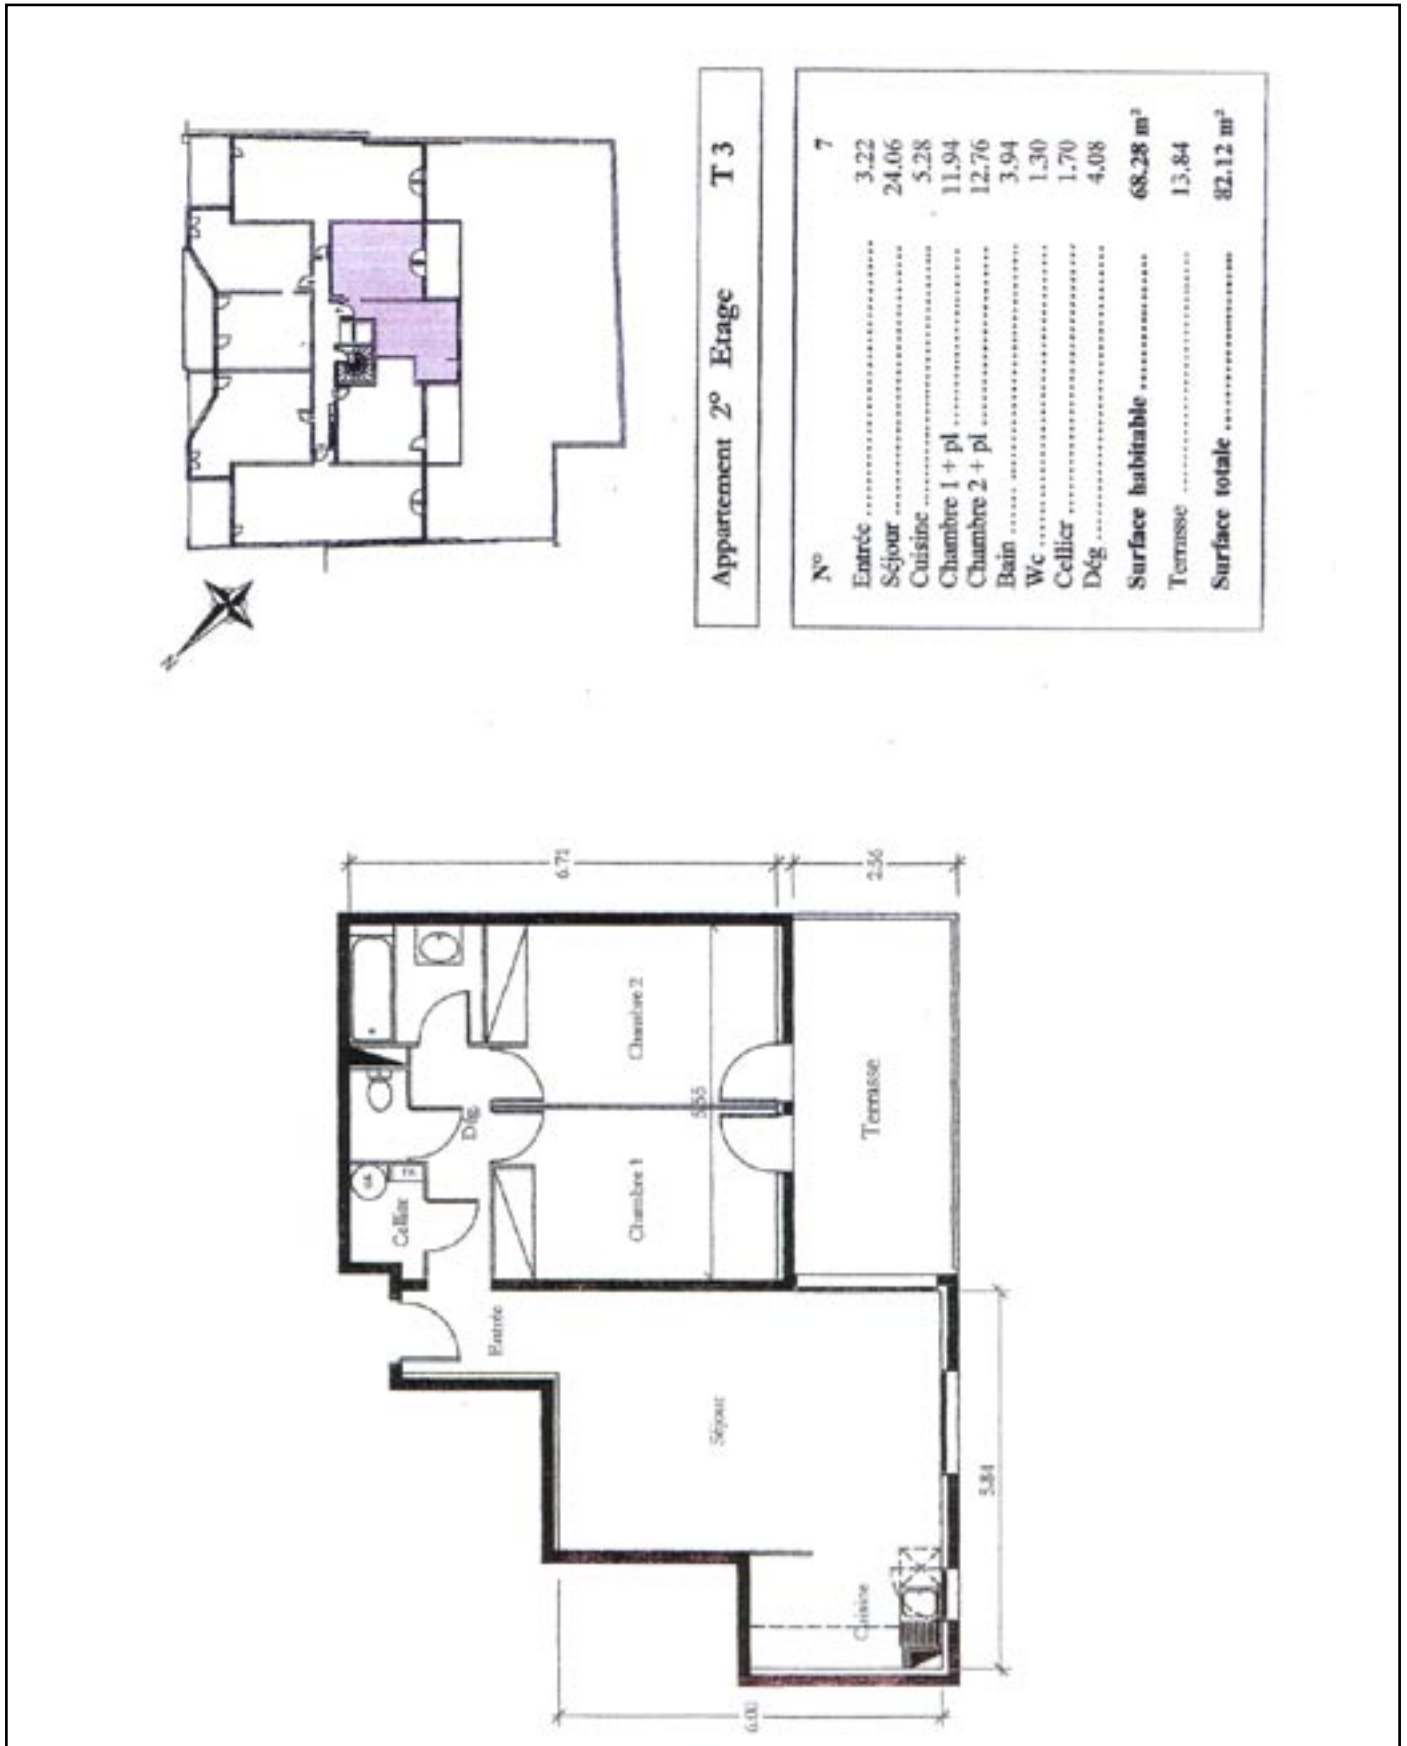 N
Appartement 2° Etage T 3
N° 7
Entrée ........ 3.22
Séjour ........ 24.06
Cuisine ........ 5.28
Chambre 1 + pl ........ 11.94
Chambre 2 + pl ........ 12.76
Bain ........ 3.94
Wc ........ 1.30
Cellier ........ 1.70
Dég ........ 4.08
Surface habitable ........ 68.28 m²
Terrasse ........ 13.84
Surface totale ........ 82.12 m²
6.71
2.56
Chambre 2
5.55
Terrasse
Dég
Chambre 1
Cellier
Entrée
Séjour
5.84
Cuisine
6.00